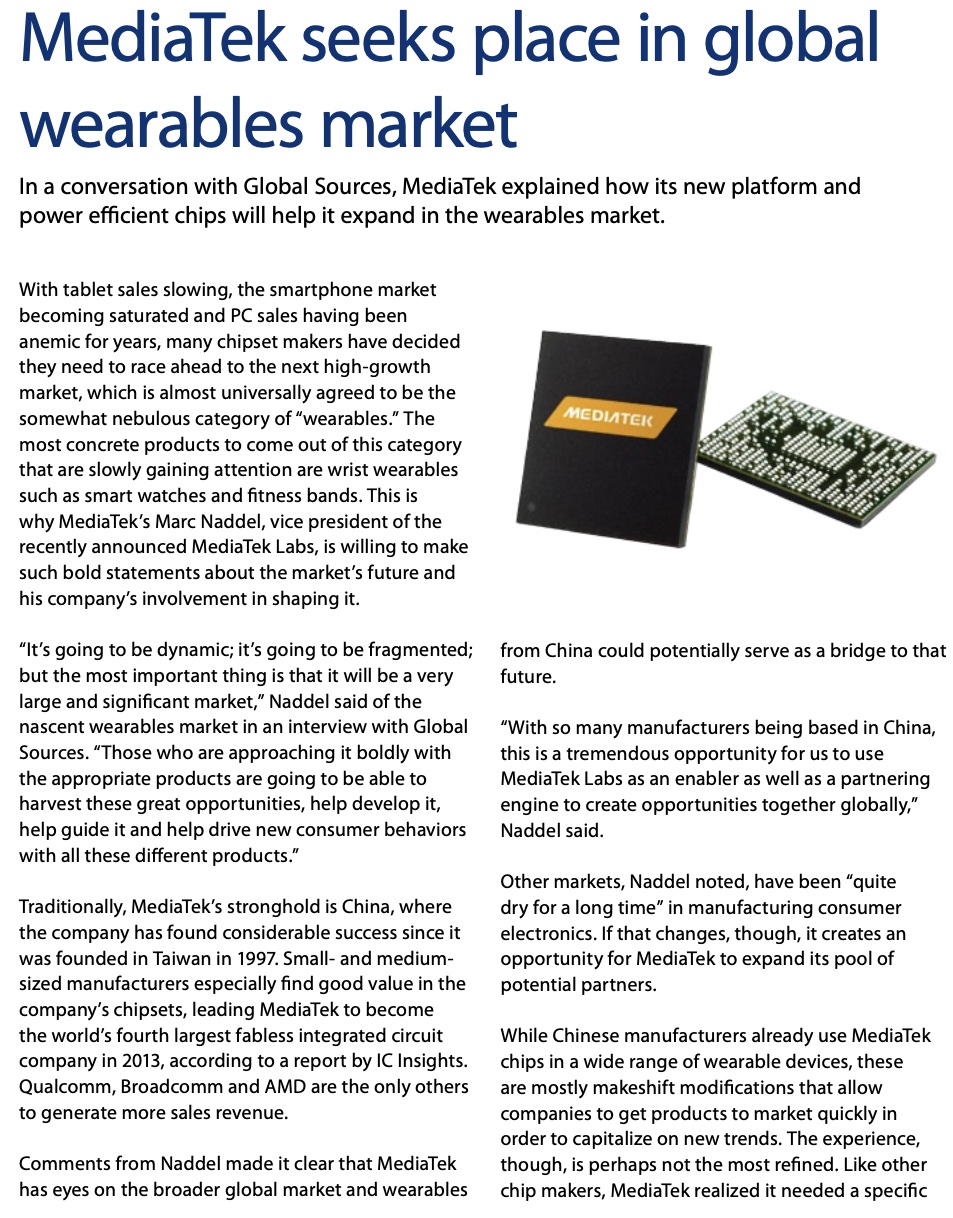 MediaTek seeks place in global
wearables market
In a conversation with Global Sources, MediaTek explained how its new platform and
power efficient chips will help it expand in the wearables market.
With tablet sales slowing, the smartphone market
becoming saturated and PC sales having been
anemic for years, many chipset makers have decided
they need to race ahead to the next high-growth
market, which is almost universally agreed to be the
somewhat nebulous category of “wearables.” The
most concrete products to come out of this category
that are slowly gaining attention are wrist wearables
such as smart watches and fitness bands. This is
why MediaTek’s Marc Naddel, vice president of the
recently announced MediaTek Labs, is willing to make
such bold statements about the market’s future and
his company’s involvement in shaping it.
“It’s going to be dynamic; it’s going to be fragmented;
but the most important thing is that it will be a very
large and significant market,” Naddel said of the
nascent wearables market in an interview with Global
Sources. “Those who are approaching it boldly with
the appropriate products are going to be able to
harvest these great opportunities, help develop it,
help guide it and help drive new consumer behaviors
with all these different products.”
Traditionally, MediaTek’s stronghold is China, where
the company has found considerable success since it
was founded in Taiwan in 1997. Small- and medium-
sized manufacturers especially find good value in the
company’s chipsets, leading MediaTek to become
the world’s fourth largest fabless integrated circuit
company in 2013, according to a report by IC Insights.
Qualcomm, Broadcomm and AMD are the only others
to generate more sales revenue.
Comments from Naddel made it clear that MediaTek
has eyes on the broader global market and wearables
MEDIATEK
from China could potentially serve as a bridge to that
future.
“With so many manufacturers being based in China,
this is a tremendous opportunity for us to use
MediaTek Labs as an enabler as well as a partnering
engine to create opportunities together globally,”
Naddel said.
Other markets, Naddel noted, have been “quite
dry for a long time” in manufacturing consumer
electronics. If that changes, though, it creates an
opportunity for MediaTek to expand its pool of
potential partners.
While Chinese manufacturers already use MediaTek
chips in a wide range of wearable devices, these
are mostly makeshift modifications that allow
companies to get products to market quickly in
order to capitalize on new trends. The experience,
though, is perhaps not the most refined. Like other
chip makers, MediaTek realized it needed a specific